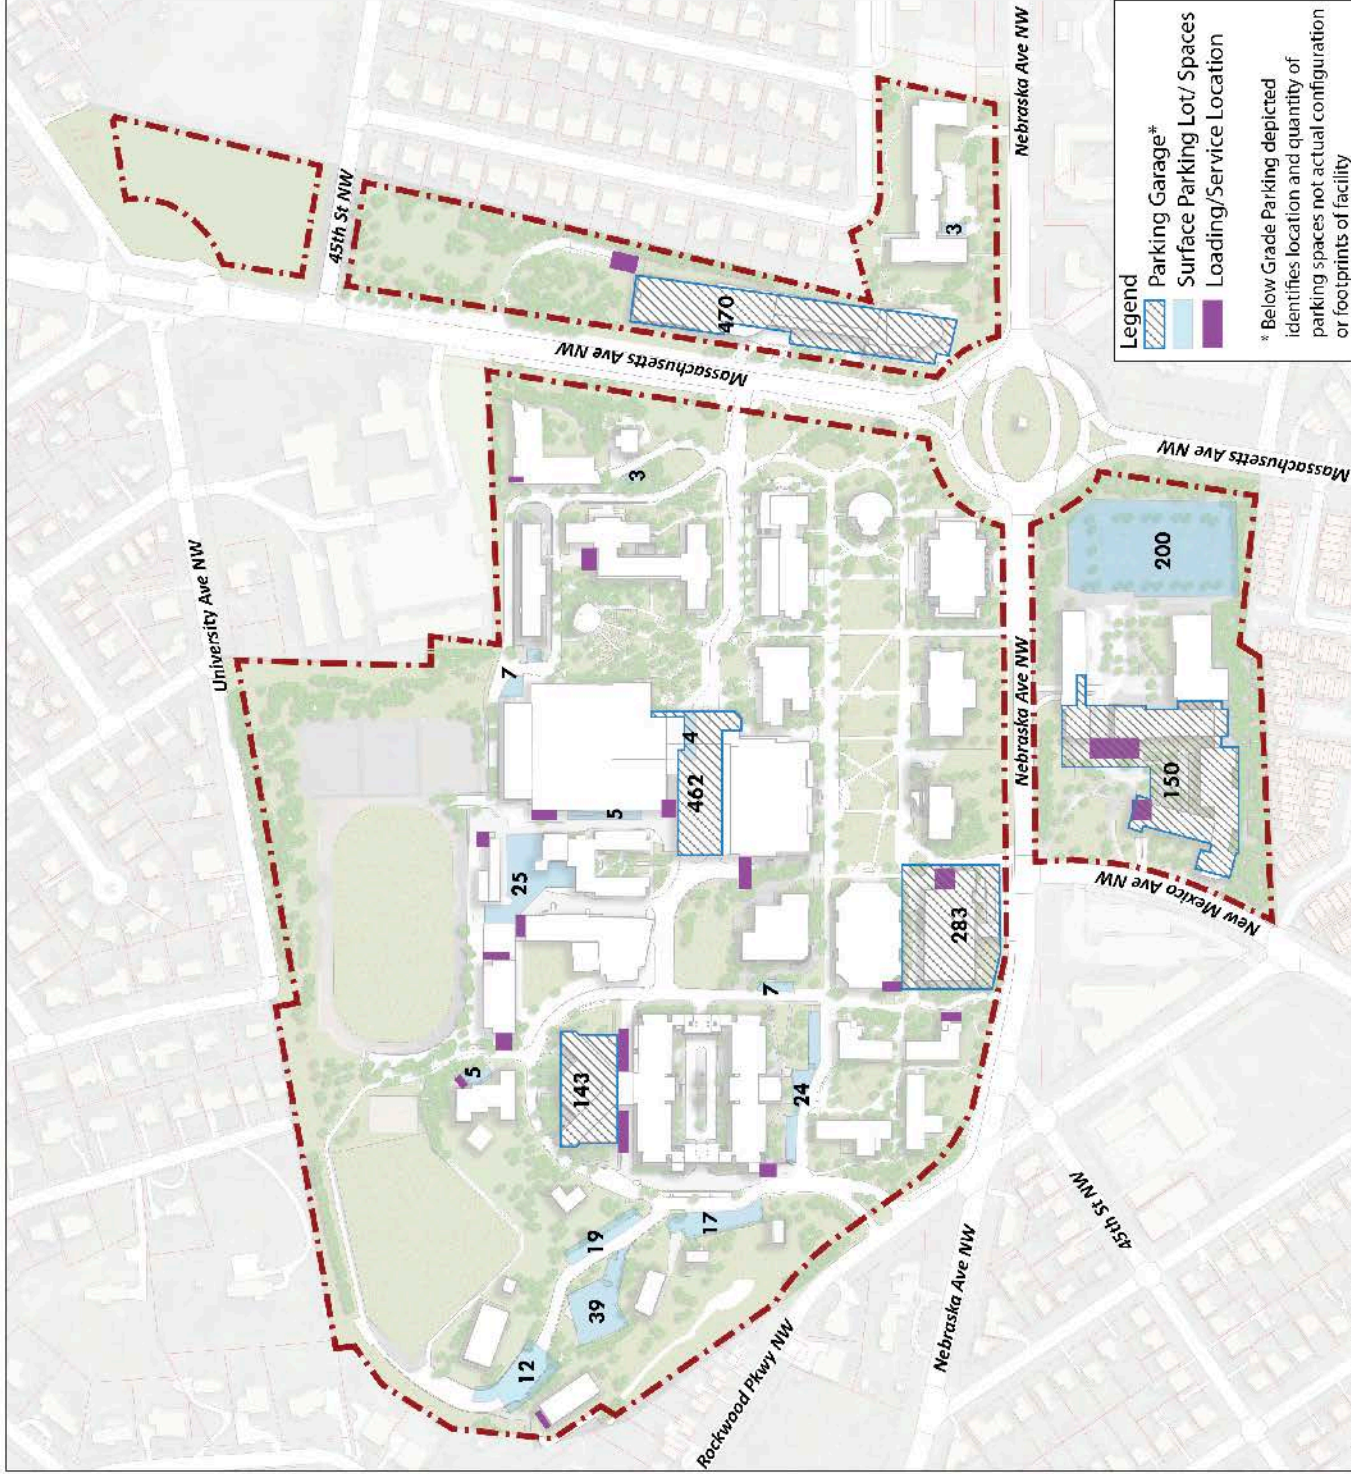 45th St NW
Nebraska Ave NW
University Ave NW
Massachusetts Ave NW
470
3
3
7
4
462
5
25
200
Massachusetts Ave NW
Nebraska Ave NW
150
New Mexico Ave NW
283
7
5
143
24
19
17
39
12
45th St NW
Nebraska Ave NW
Rockwood Pkwy NW
Legend
Parking Garage*
Surface Parking Lot/ Spaces
Loading/Service Location
* Below Grade Parking depicted
identifies location and quantity of
parking spaces not actual configuration
or footprints of facility